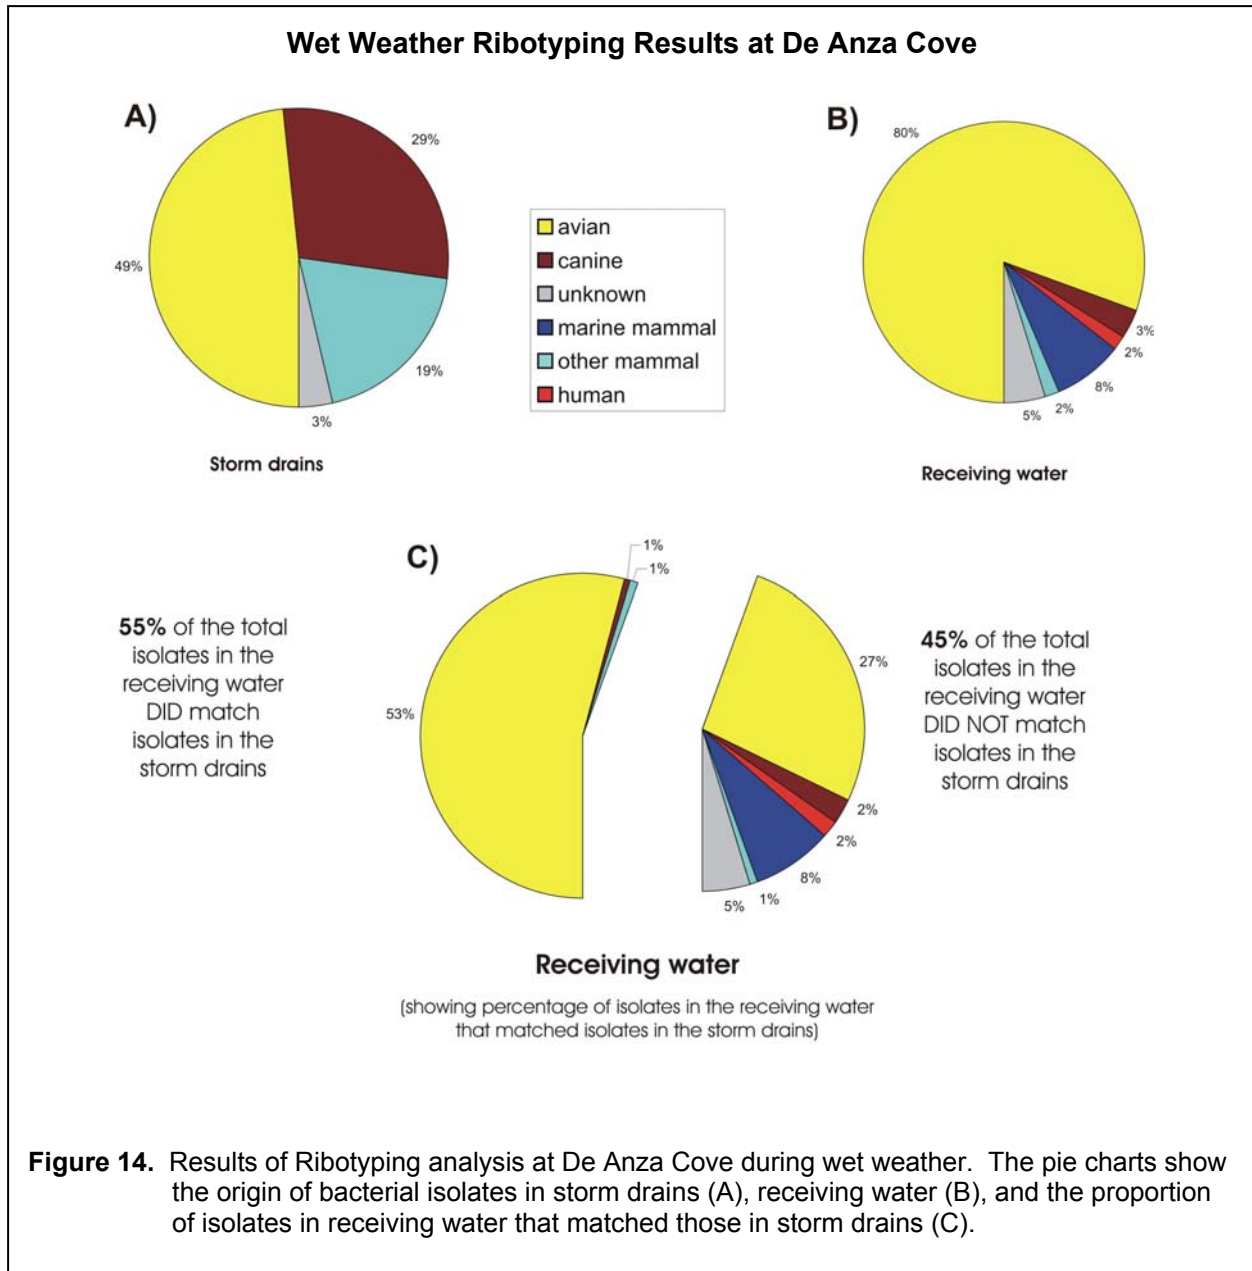 Wet Weather Ribotyping Results at De Anza Cove
A)
29%
49%
19%
3%
Storm drains
avian
canine
unknown
marine mammal
other mammal
human
B)
80%
3%
2%
8%
2%
5%
Receiving water
C)
1%
1%
53%
55% of the total
isolates in the
receiving water
DID match
isolates in the
storm drains
27%
2%
2%
8%
1%
5%
45% of the total
isolates in the
receiving water
DID NOT match
isolates in the
storm drains
Receiving water
(showing percentage of isolates in the receiving water
that matched isolates in the storm drains)
Figure 14. Results of Ribotyping analysis at De Anza Cove during wet weather. The pie charts show
the origin of bacterial isolates in storm drains (A), receiving water (B), and the proportion
of isolates in receiving water that matched those in storm drains (C).